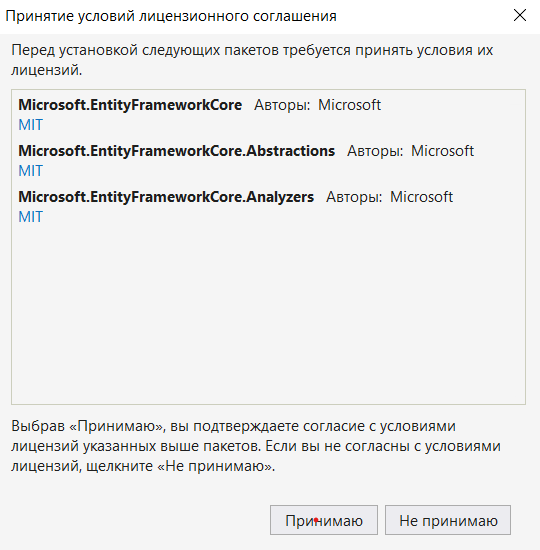 Принятие условий лицензионного соглашения
Перед установкой следующих пакетов требуется принять условия их
лицензий.
Microsoft.EntityFrameworkCore Авторы: Microsoft
MIT
Microsoft.EntityFrameworkCore.Abstractions Авторы: Microsoft
MIT
Microsoft.EntityFrameworkCore.Analyzers Авторы: Microsoft
MIT
Выбрав «Принимаю», вы подтверждаете согласие с условиями
лицензий указанных выше пакетов. Если вы не согласны с условиями
лицензий, щелкните «Не принимаю».
Принимаю Не принимаю